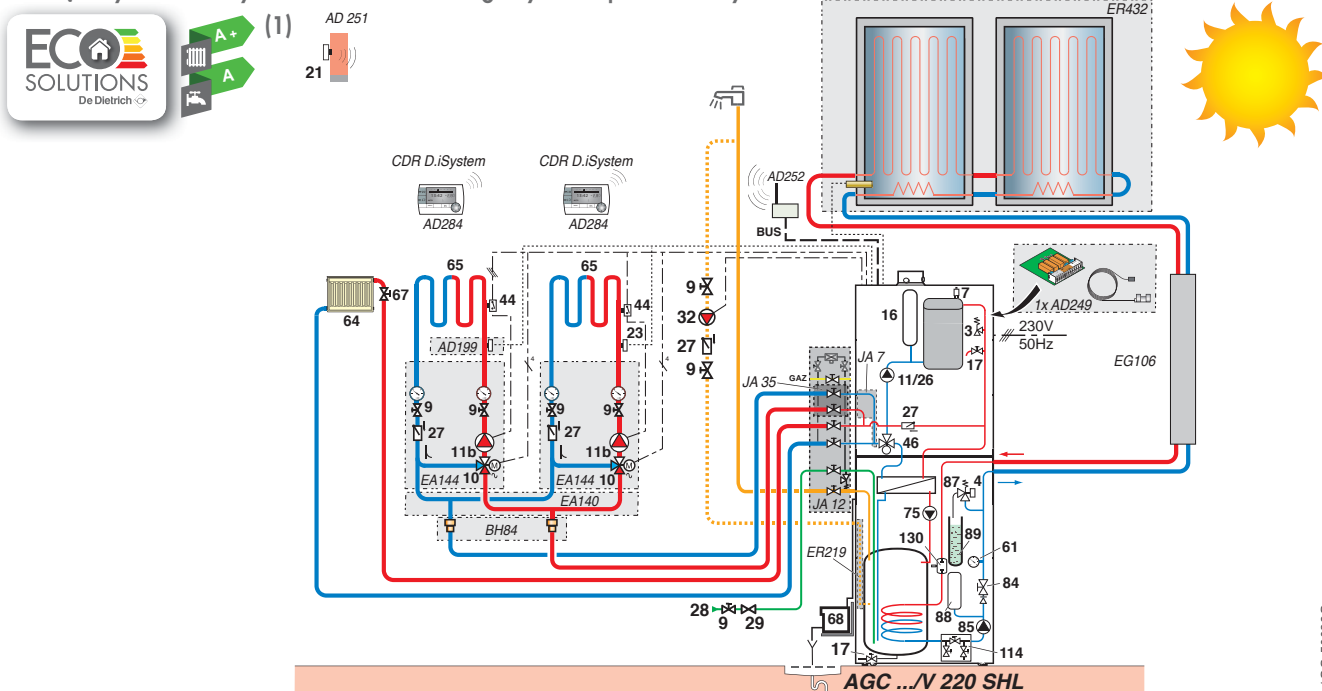 ECO
SOLUTIONS
De Dietrich
A+
A
(1)
AD 251
21
ER432
CDR D.iSystem
AD284
CDR D.iSystem
AD284
AD252
BUS
1x AD249
230V
50Hz
EG106
64
67
65
44
65
44
23
AD199
9
32
27
9
9
9
27
11b
EA144
10
9
9
27
11b
EA144
10
M
M
4
4
EA140
BH84
JA 35
GAZ
JA 7
JA 12
ER219
16
7
3
17
11/26
27
46
87
4
75
130
89
61
84
88
85
114
28
9
29
68
17
AGC .../V 220 SHL